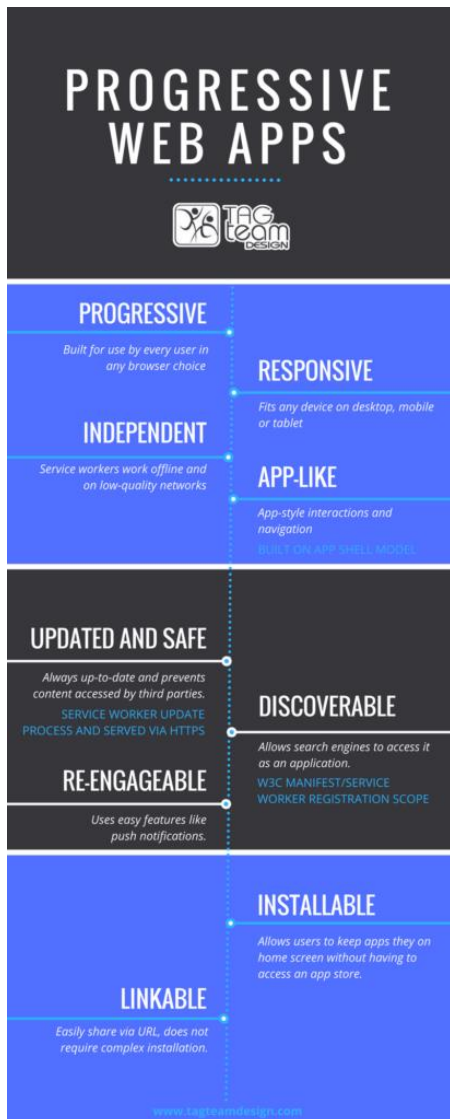 PROGRESSIVE
WEB APPS
TAG
team
DESIGN
PROGRESSIVE
Built for use by every user in
any browser choice
RESPONSIVE
Fits any device on desktop, mobile
or tablet
INDEPENDENT
Service workers work offline and
on low-quality networks
APP-LIKE
App-style interactions and
navigation
BUILT ON APP SHELL MODEL
UPDATED AND SAFE
Always up-to-date and prevents
content accessed by third parties.
SERVICE WORKER UPDATE
PROCESS AND SERVED VIA HTTPS
DISCOVERABLE
Allows search engines to access it
as an application.
W3C MANIFEST/SERVICE
WORKER REGISTRATION SCOPE
RE-ENGAGEABLE
Uses easy features like
push notifications.
INSTALLABLE
Allows users to keep apps they on
home screen without having to
access an app store.
LINKABLE
Easily share via URL, does not
require complex installation.
www.tagteamdesign.com